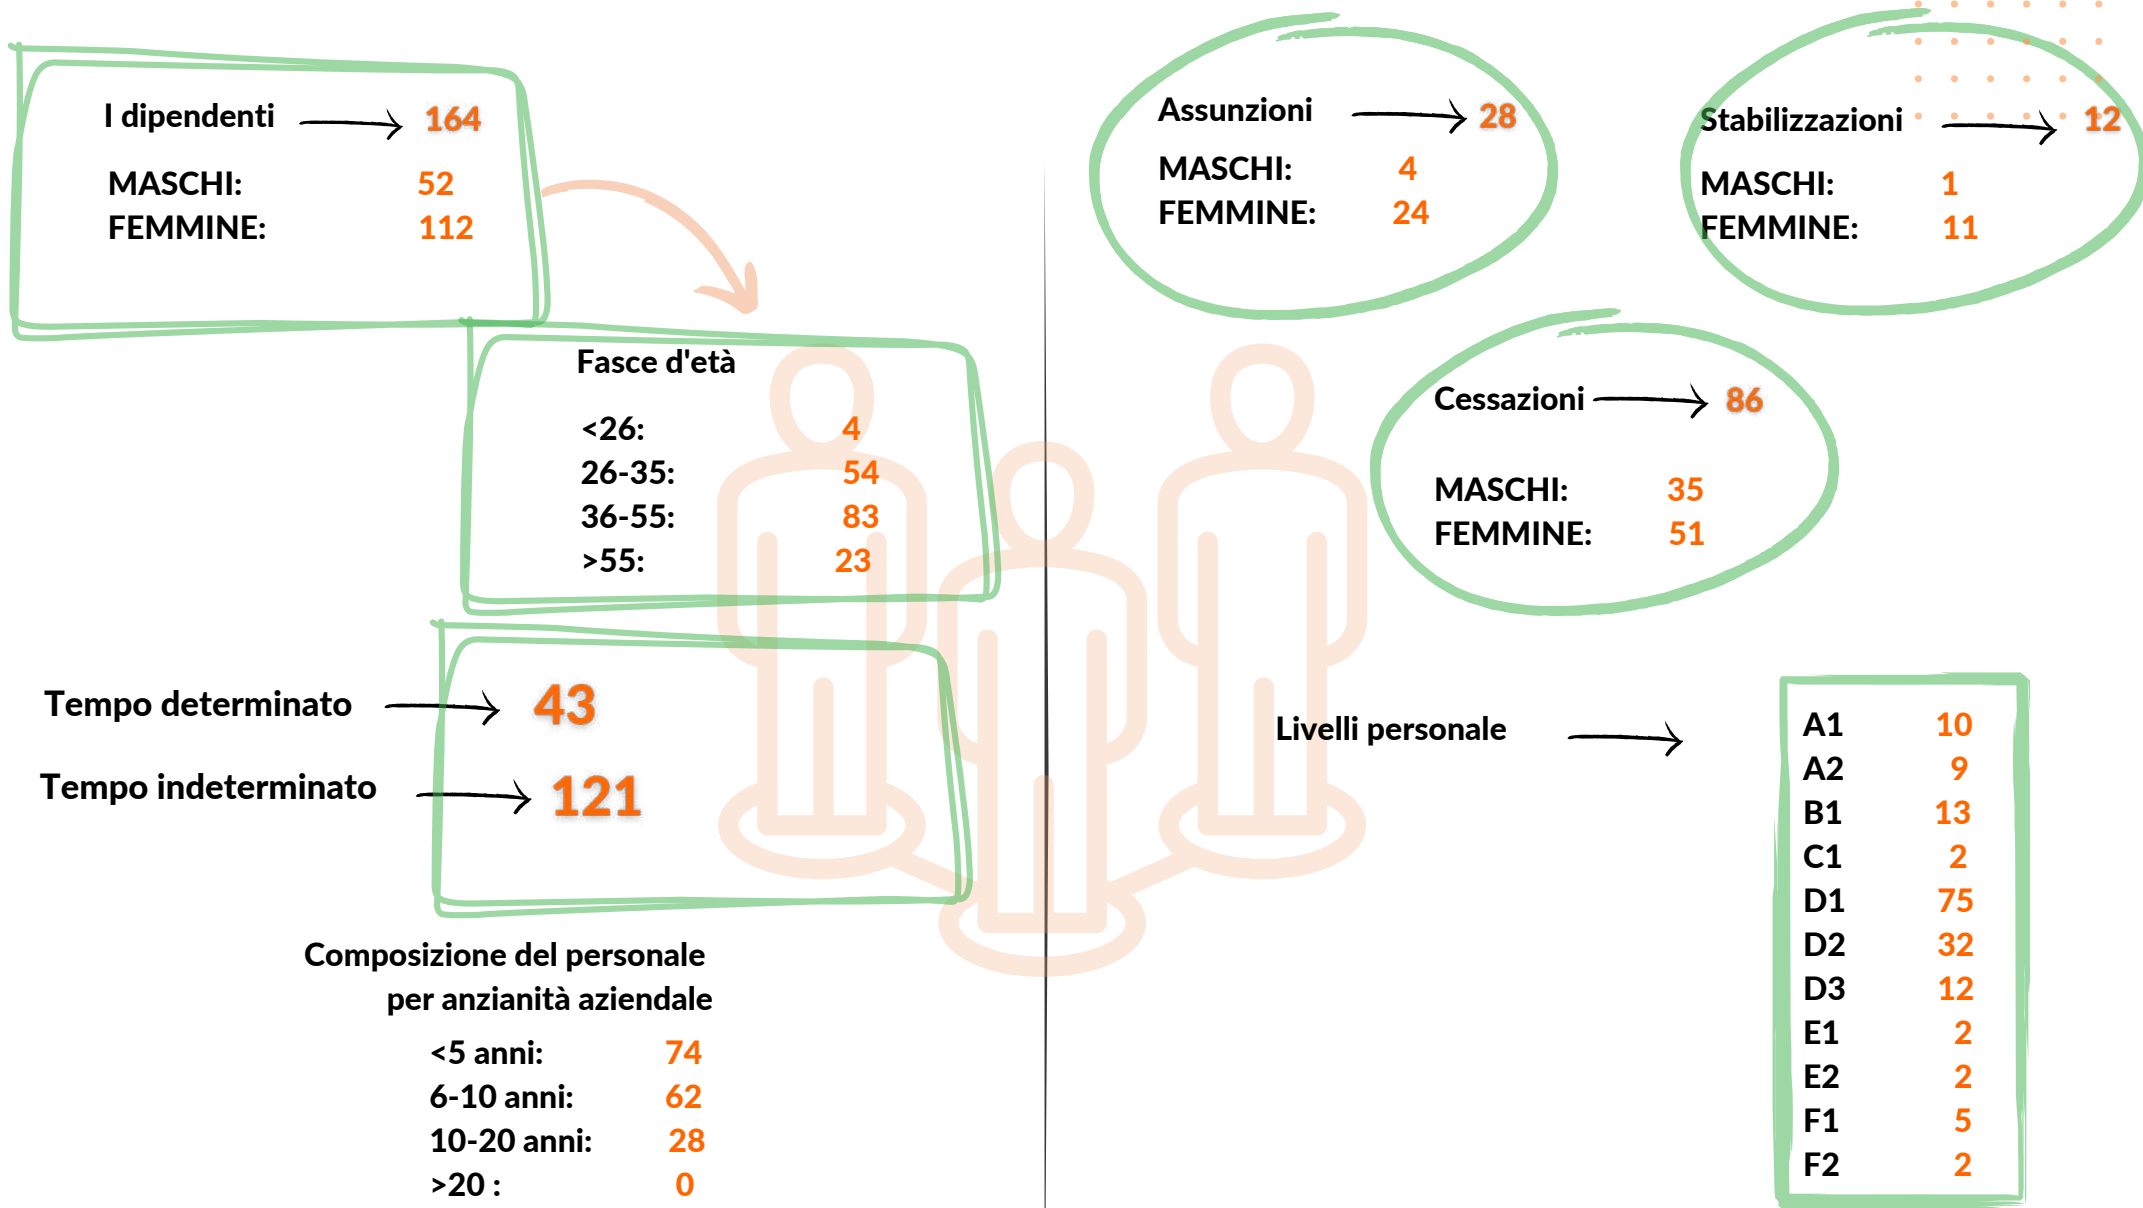 I dipendenti 164
MASCHI: 52
FEMMINE: 112
Fasce d'età
<26: 4
26-35: 54
36-55: 83
>55: 23
Tempo determinato 43
Tempo indeterminato 121
Composizione del personale
per anzianità aziendale
<5 anni: 74
6-10 anni: 62
10-20 anni: 28
>20 : 0
Assunzioni 28
MASCHI: 4
FEMMINE: 24
Stabilizzazioni 12
MASCHI: 1
FEMMINE: 11
Cessazioni 86
MASCHI: 35
FEMMINE: 51
Livelli personale
A1 10
A2 9
B1 13
C1 2
D1 75
D2 32
D3 12
E1 2
E2 2
F1 5
F2 2